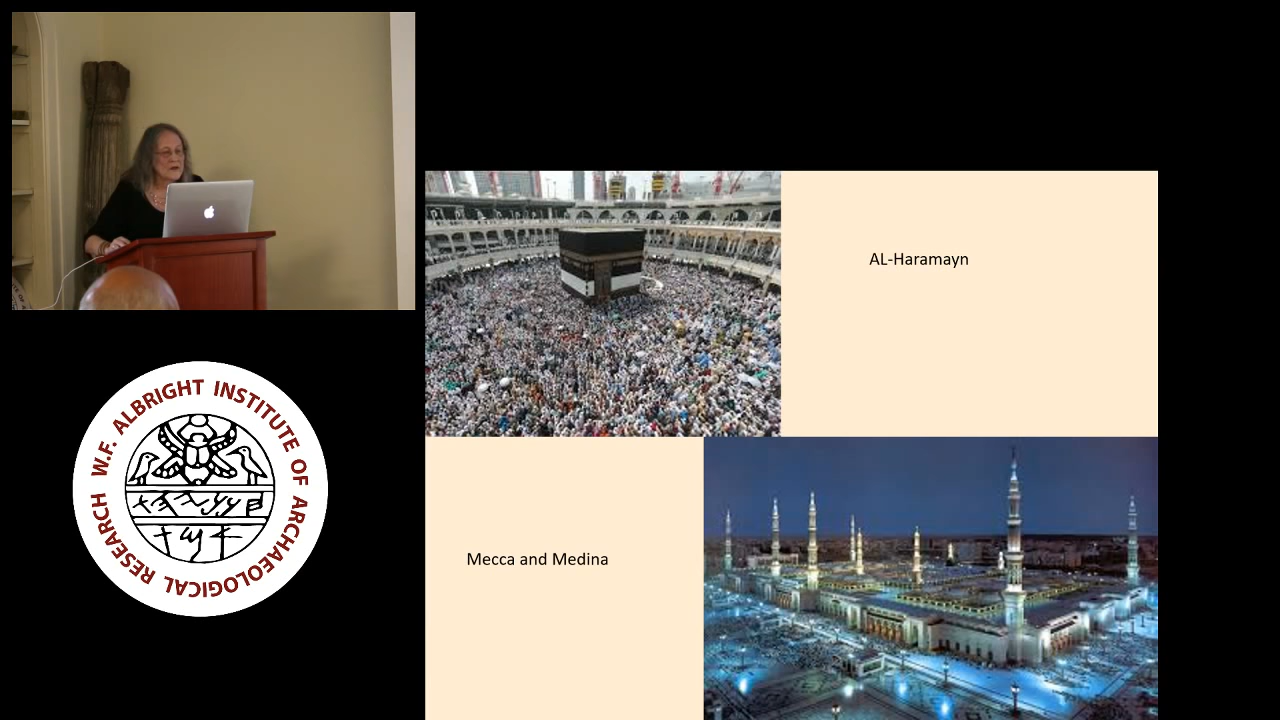 AL-Haramayn
Mecca and Medina
W.F. ALBRIGHT INSTITUTE OF ARCHAEOLOGICAL RESEARCH